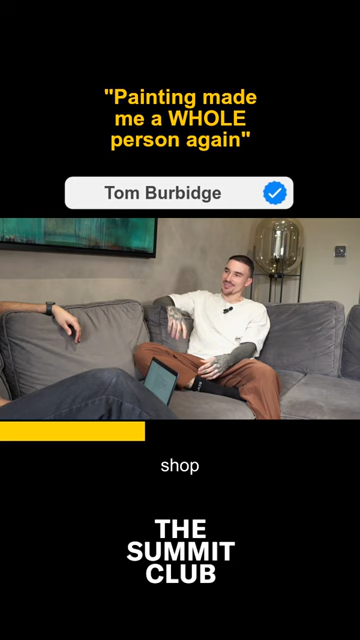 "Painting made
me a WHOLE
person again"
Tom Burbidge
shop
THE
SUMMIT
CLUB